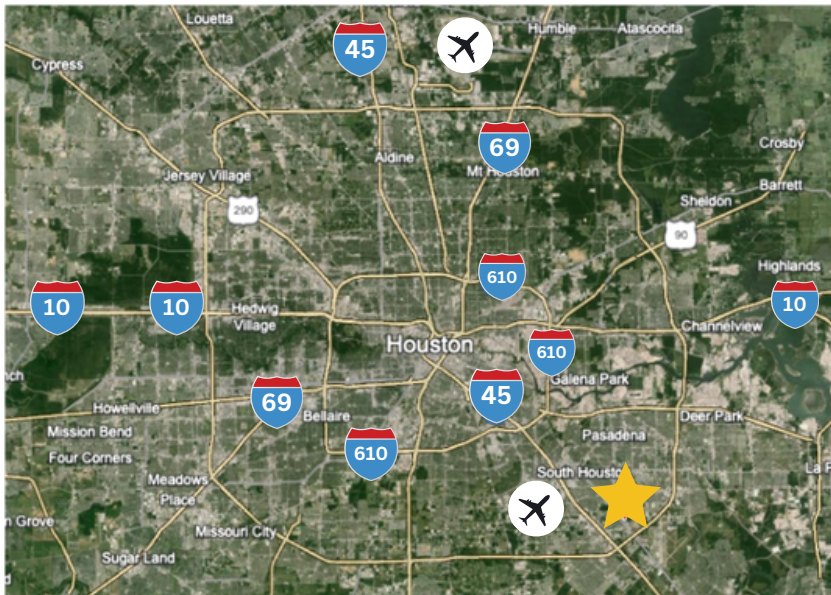 Louetta
Humble
Atascocita
45
Cypress
Crosby
69
Aldine
Mt Houston
Jersey Village
Barrett
Sheldon
290
90
Highlands
610
10
10
10
Hedwig
Village
Channelview
Houston
610
Galena Park
69
45
Howellville
Bellaire
Deer Park
Mission Bend
Pasadena
Four Corners
610
South Houston
Meadows
Place
Missouri City
Sugar Land